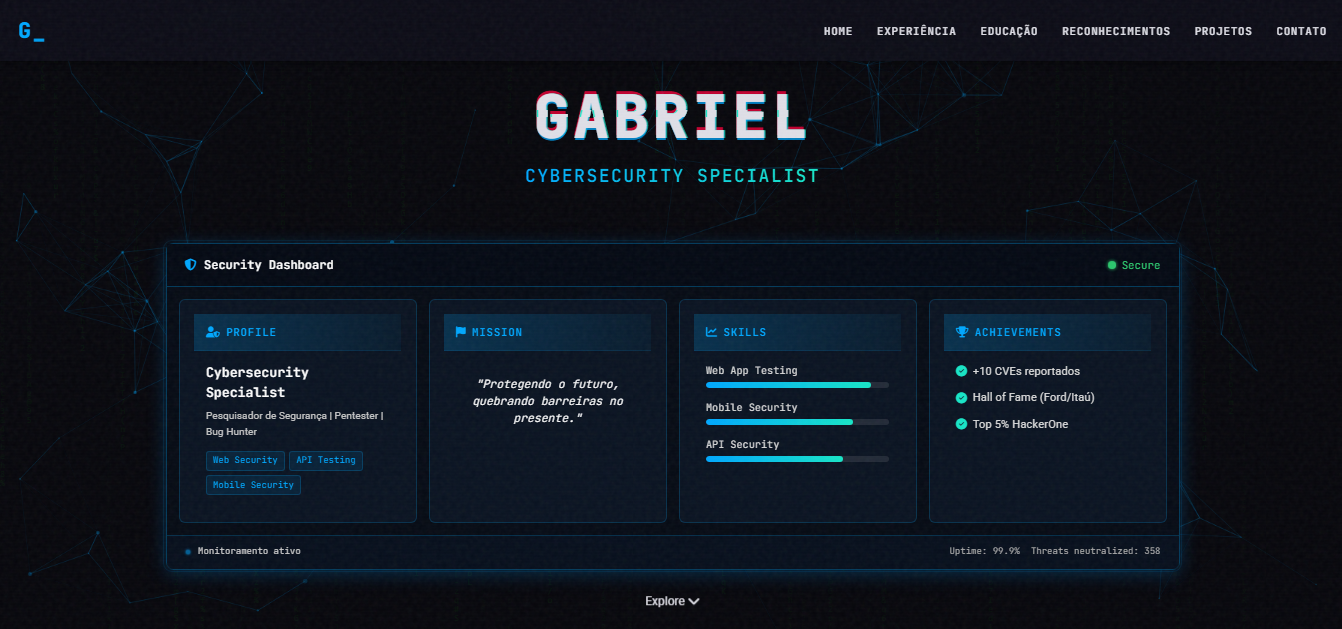 G_
HOME EXPERIÊNCIA EDUCAÇÃO RECONHECIMENTOS PROJETOS CONTATO
GABRIEL
CYBERSECURITY SPECIALIST
Security Dashboard
Secure
PROFILE
Cybersecurity
Specialist
Pesquisador de Segurança | Pentester |
Bug Hunter
Web Security API Testing
Mobile Security
MISSION
"Protegendo o futuro,
quebrando barreiras no
presente."
SKILLS
Web App Testing
Mobile Security
API Security
ACHIEVEMENTS
+10 CVEs reportados
Hall of Fame (Ford/Itaú)
Top 5% HackerOne
Monitoramento ativo
Uptime: 99.9% Threats neutralized: 358
Explore